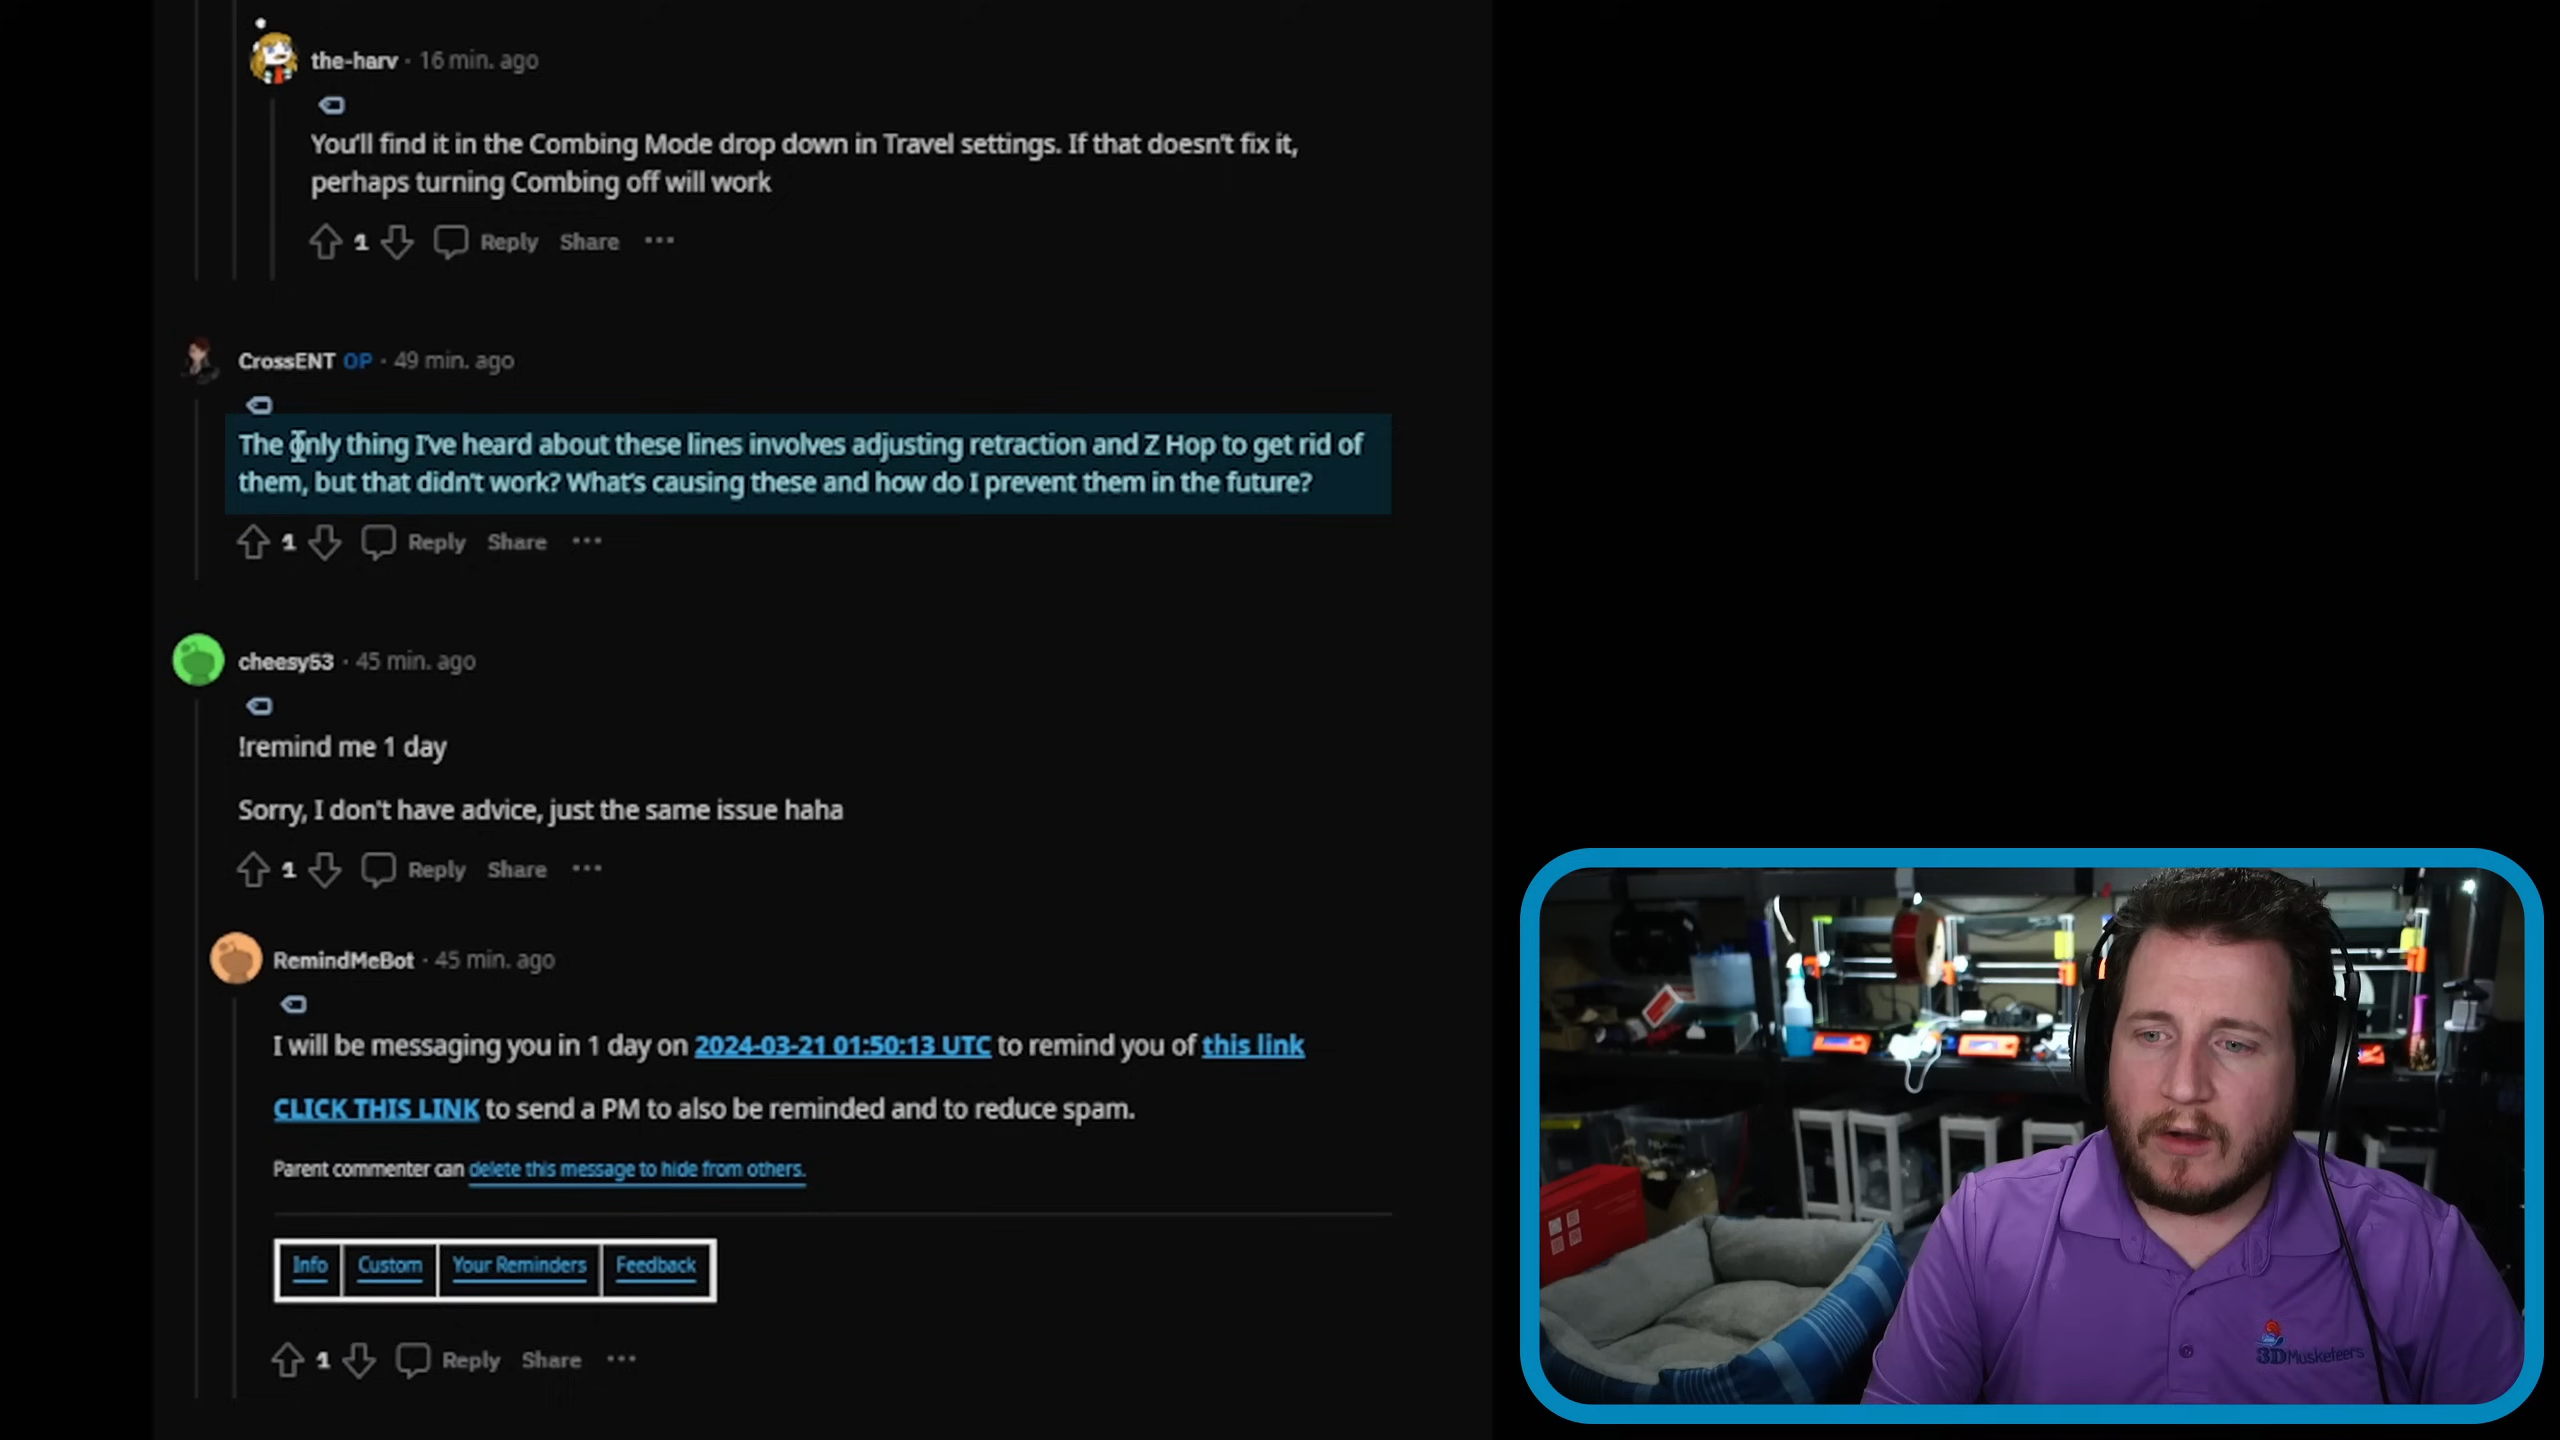 the-harv · 16 min. ago
You'll find it in the Combing Mode drop down in Travel settings. If that doesn't fix it,
perhaps turning Combing off will work
1 Reply Share ···
CrossENT OP · 49 min. ago
The only thing I've heard about these lines involves adjusting retraction and Z Hop to get rid of
them, but that didn't work? What's causing these and how do I prevent them in the future?
1 Reply Share ···
cheesy53 · 45 min. ago
!remind me 1 day
Sorry, I don't have advice, just the same issue haha
1 Reply Share ···
RemindMeBot · 45 min. ago
I will be messaging you in 1 day on 2024-03-21 01:50:13 UTC to remind you of this link
CLICK THIS LINK to send a PM to also be reminded and to reduce spam.
Parent commenter can delete this message to hide from others.
Info Custom Your Reminders Feedback
1 Reply Share ···
3DMusketeers